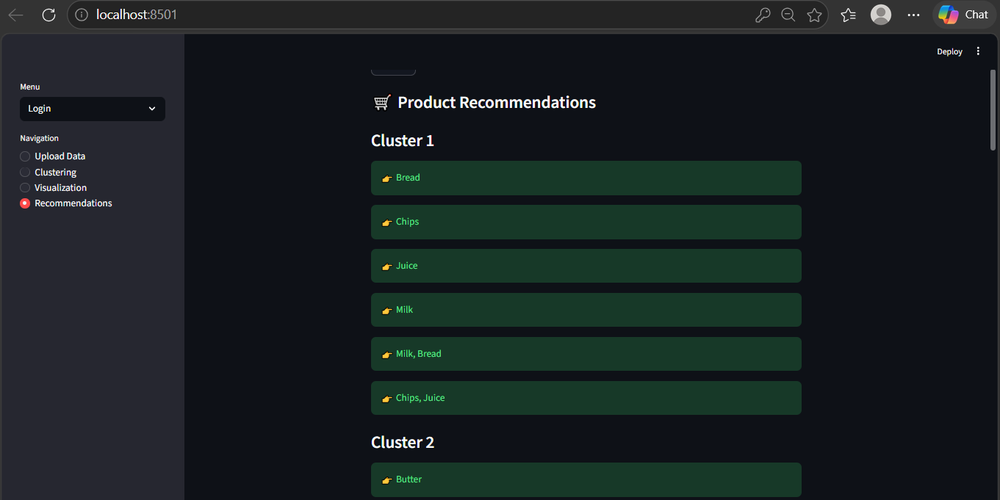 localhost:8501
Chat
Deploy
Menu
Login
Navigation
Upload Data
Clustering
Visualization
Recommendations
🛒 Product Recommendations
Cluster 1
👉 Bread
👉 Chips
👉 Juice
👉 Milk
👉 Milk, Bread
👉 Chips, Juice
Cluster 2
👉 Butter